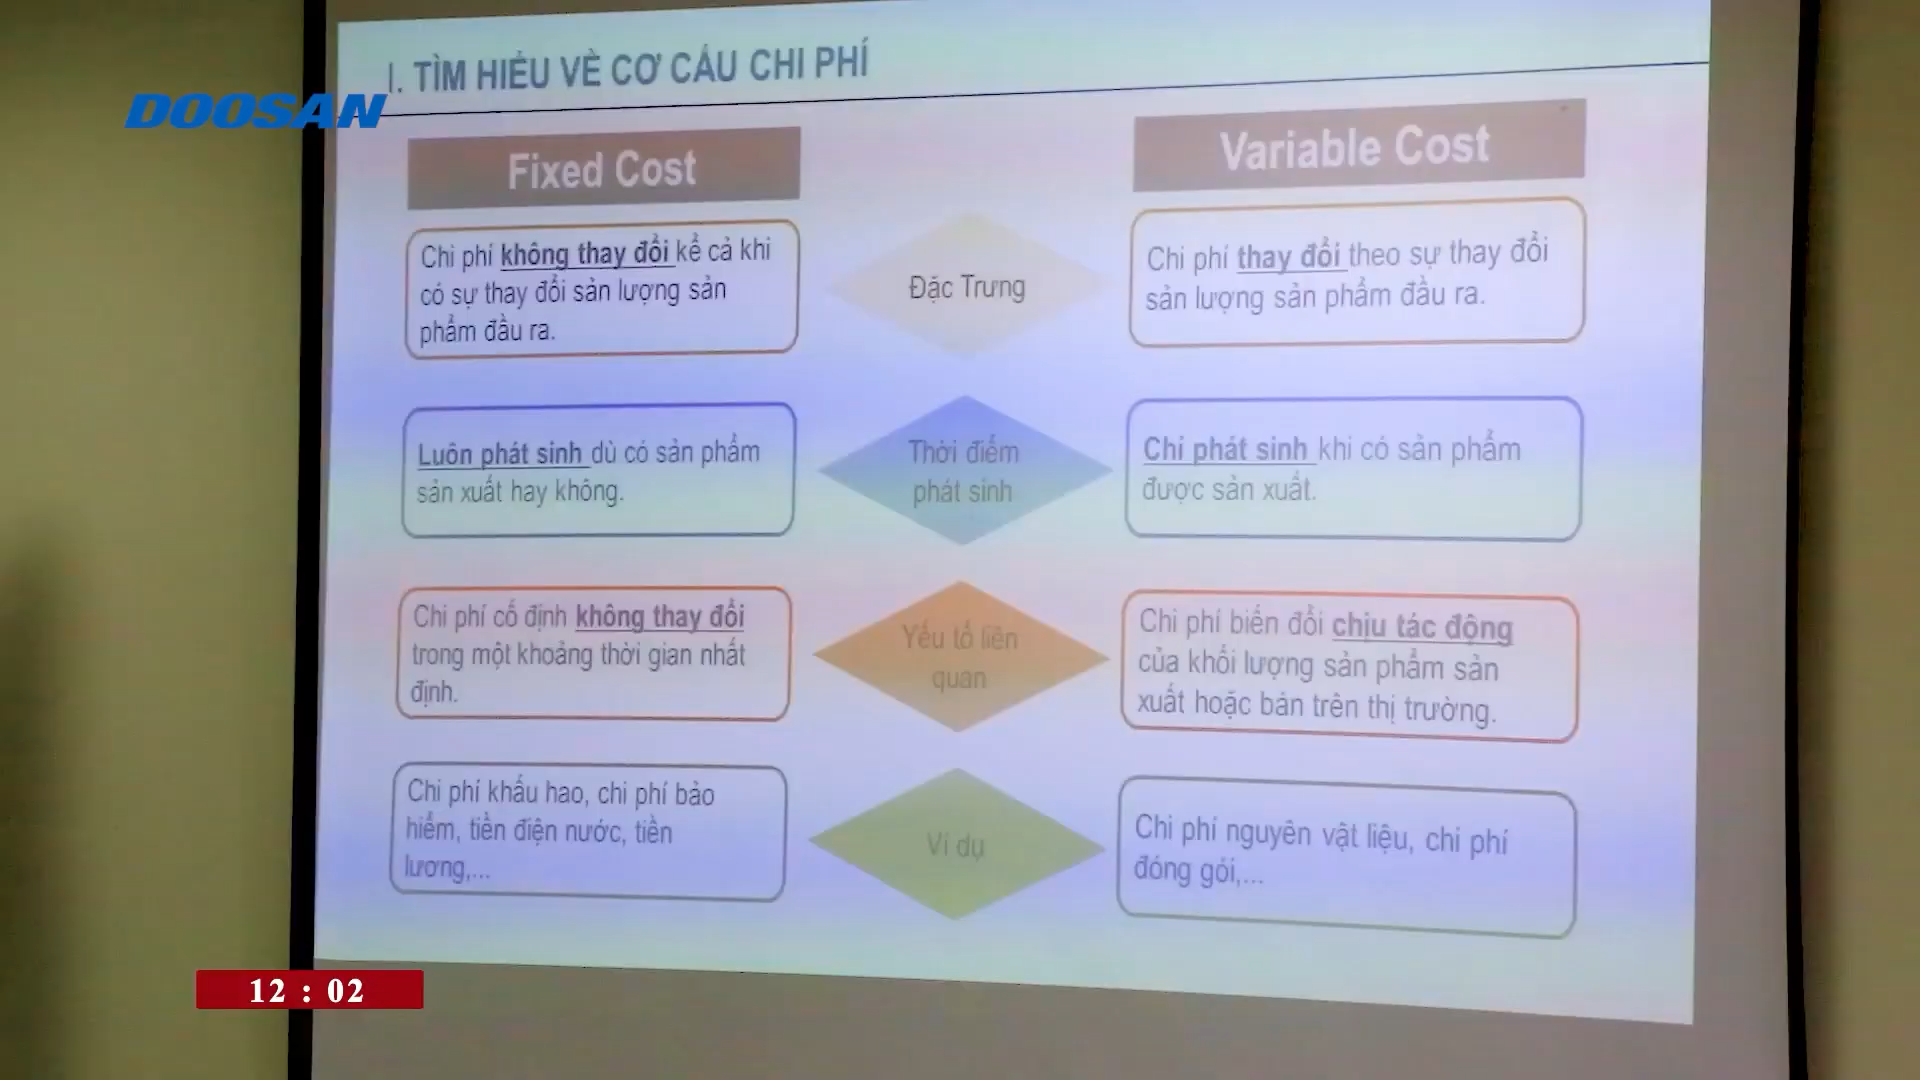 I. TÌM HIỂU VỀ CƠ CẤU CHI PHÍ
DOOSAN
Fixed Cost
Variable Cost
Chi phí không thay đổi kể cả khi
có sự thay đổi sản lượng sản
phẩm đầu ra.
Đặc Trưng
Chi phí thay đổi theo sự thay đổi
sản lượng sản phẩm đầu ra.
Luôn phát sinh dù có sản phẩm
sản xuất hay không.
Thời điểm
phát sinh
Chỉ phát sinh khi có sản phẩm
được sản xuất.
Chi phí cố định không thay đổi
trong một khoảng thời gian nhất
định.
Yếu tố liên
quan
Chi phí biến đổi chịu tác động
của khối lượng sản phẩm sản
xuất hoặc bán trên thị trường.
Chi phí khấu hao, chi phí bảo
hiểm, tiền điện nước, tiền
lương,...
Ví dụ
Chi phí nguyên vật liệu, chi phí
đóng gói,...
12 : 02